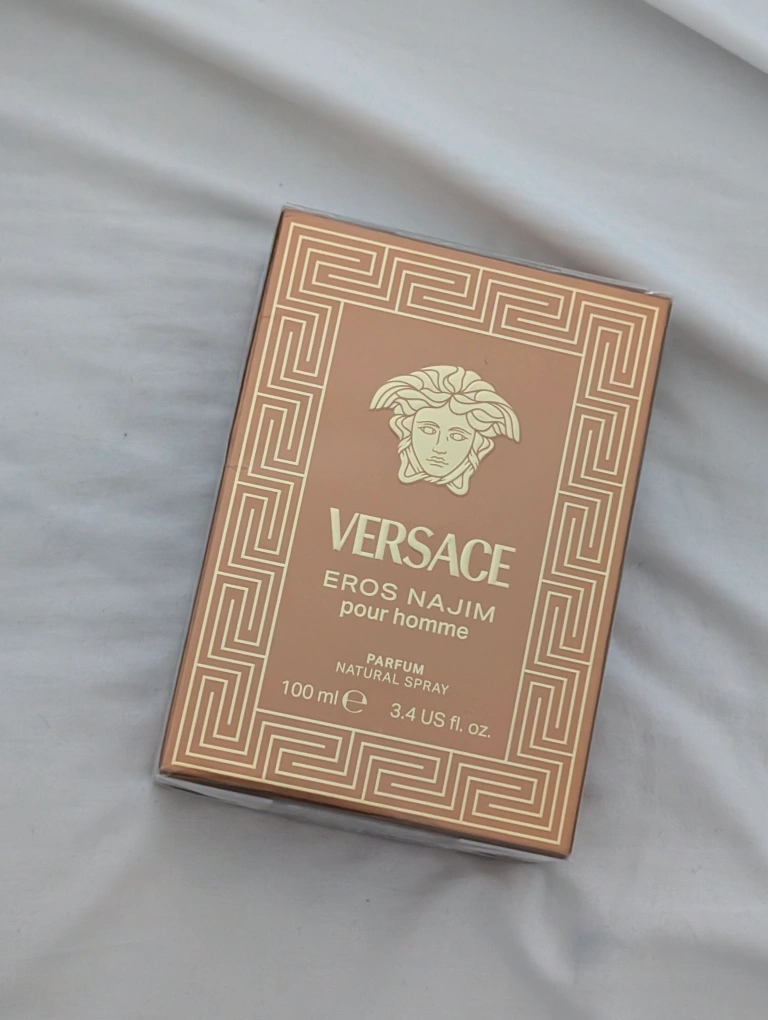 VERSACE
EROS NAJIM
pour homme
PARFUM
NATURAL SPRAY
100 ml ℮ 3.4 US fl. oz.